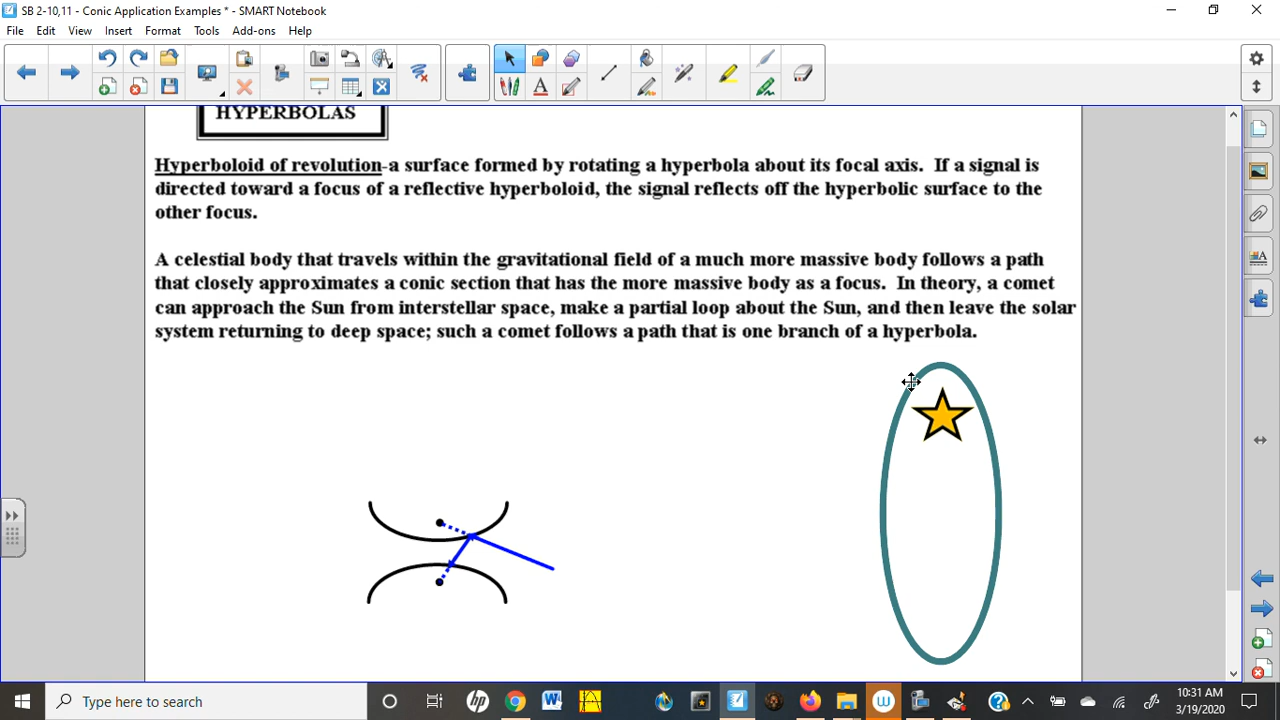 SB 2-10,11 - Conic Application Examples * - SMART Notebook
File Edit View Insert Format Tools Add-ons Help
HYPERBOLAS
Hyperboloid of revolution-a surface formed by rotating a hyperbola about its focal axis. If a signal is
directed toward a focus of a reflective hyperboloid, the signal reflects off the hyperbolic surface to the
other focus.
A celestial body that travels within the gravitational field of a much more massive body follows a path
that closely approximates a conic section that has the more massive body as a focus. In theory, a comet
can approach the Sun from interstellar space, make a partial loop about the Sun, and then leave the solar
system returning to deep space; such a comet follows a path that is one branch of a hyperbola.
Type here to search
10:31 AM
3/19/2020